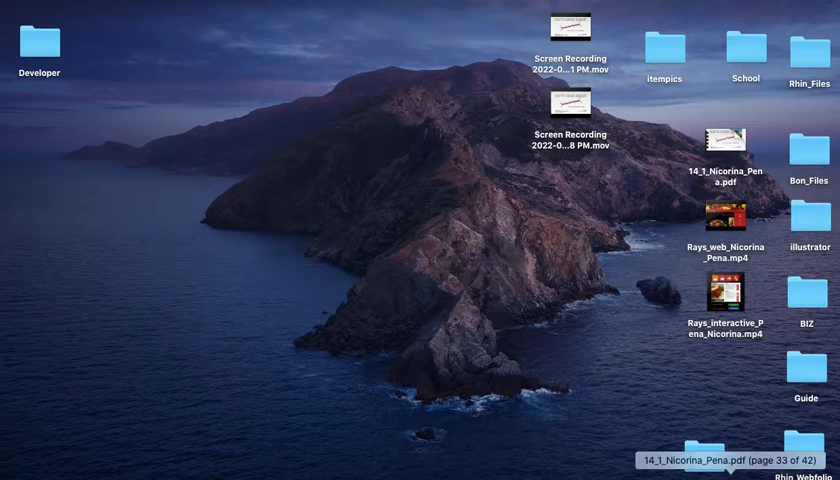 Developer
Screen Recording
2022-0...1 PM.mov
itempics
School
Rhin_Files
Screen Recording
2022-0...8 PM.mov
14_1_Nicorina_Pen
a.pdf
Bon_Files
Rays_web_Nicorina
_Pena.mp4
illustrator
Rays_interactive_P
ena_Nicorina.mp4
BIZ
Guide
14_1_Nicorina_Pena.pdf (page 33 of 42)
Rhin_Webfolio